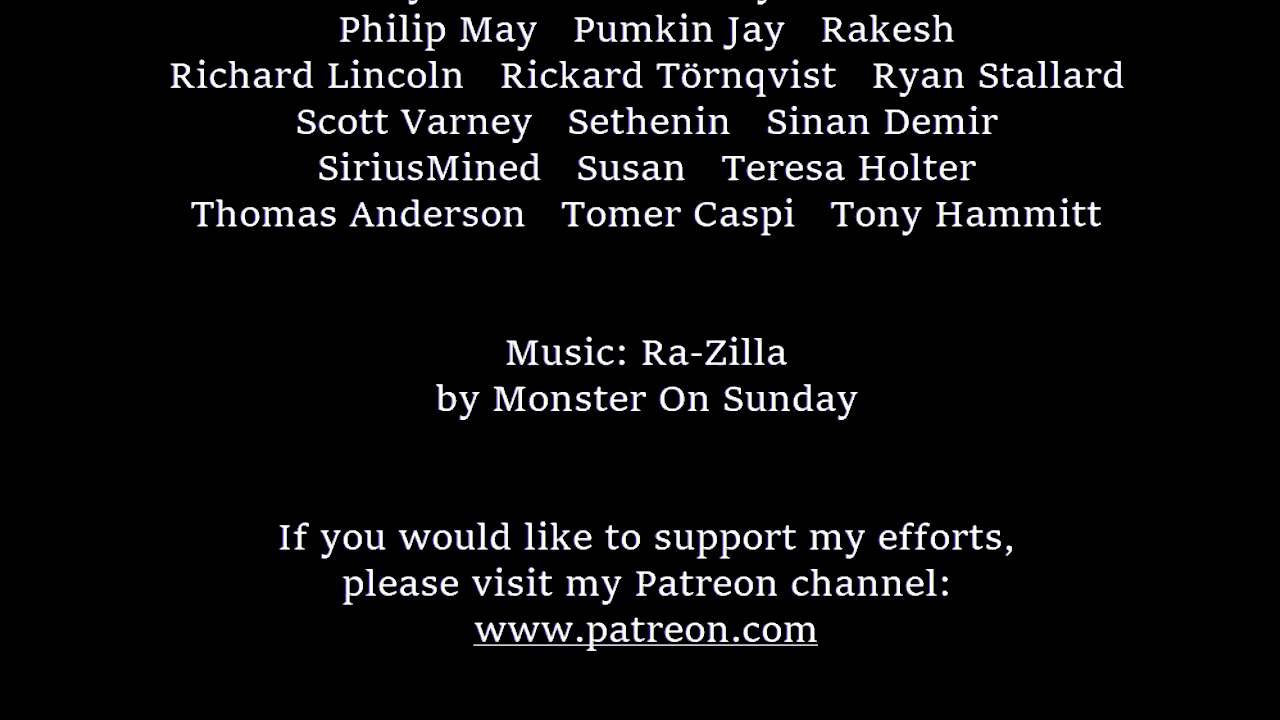 Philip May Pumkin Jay Rakesh
Richard Lincoln Rickard Törnqvist Ryan Stallard
Scott Varney Sethenin Sinan Demir
SiriusMined Susan Teresa Holter
Thomas Anderson Tomer Caspi Tony Hammitt
Music: Ra-Zilla
by Monster On Sunday
If you would like to support my efforts,
please visit my Patreon channel:
www.patreon.com